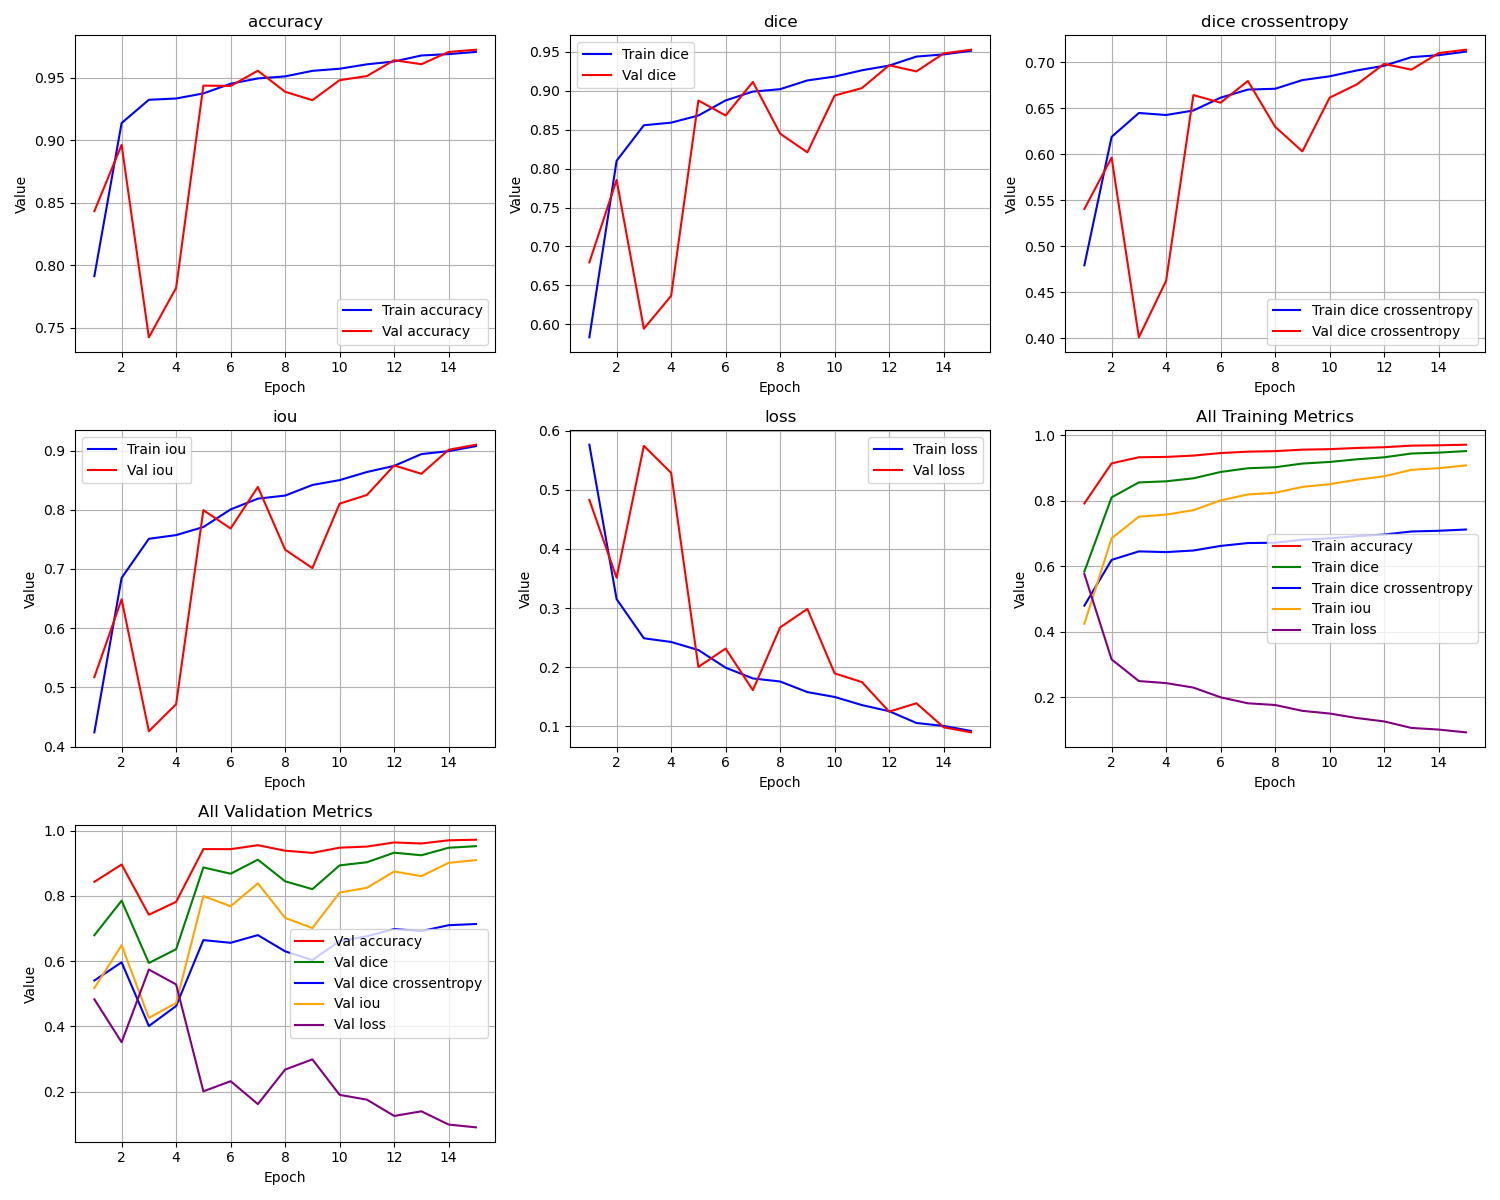 accuracy
Value
0.95
0.90
0.85
0.80
0.75
Train accuracy
Val accuracy
2 4 6 8 10 12 14
Epoch
dice
Value
0.95
0.90
0.85
0.80
0.75
0.70
0.65
0.60
Train dice
Val dice
2 4 6 8 10 12 14
Epoch
dice crossentropy
Value
0.70
0.65
0.60
0.55
0.50
0.45
0.40
Train dice crossentropy
Val dice crossentropy
2 4 6 8 10 12 14
Epoch
iou
Value
0.9
0.8
0.7
0.6
0.5
0.4
Train iou
Val iou
2 4 6 8 10 12 14
Epoch
loss
Value
0.6
0.5
0.4
0.3
0.2
0.1
Train loss
Val loss
2 4 6 8 10 12 14
Epoch
All Training Metrics
Value
1.0
0.8
0.6
0.4
0.2
Train accuracy
Train dice
Train dice crossentropy
Train iou
Train loss
2 4 6 8 10 12 14
Epoch
All Validation Metrics
Value
1.0
0.8
0.6
0.4
0.2
Val accuracy
Val dice
Val dice crossentropy
Val iou
Val loss
2 4 6 8 10 12 14
Epoch